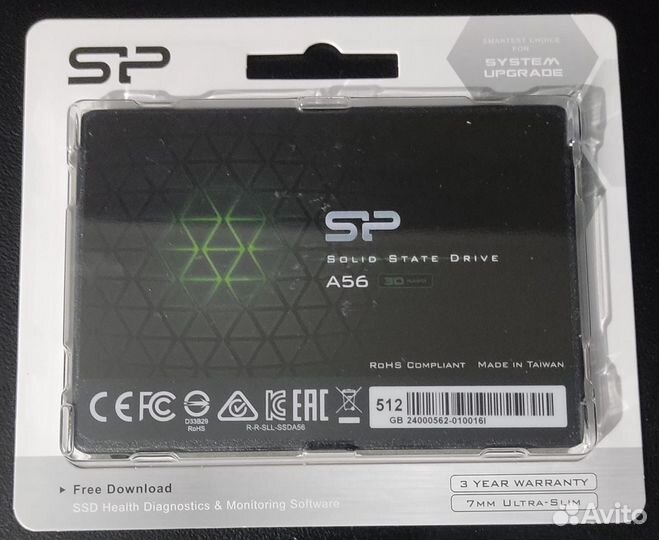 SP
SMARTEST CHOICE
FOR
SYSTEM
UPGRADE
SP
SOLID STATE DRIVE
A56 3D NAND
ROHS COMPLIANT MADE IN TAIWAN
CE FC EAC
D33B29
RoHS
R-R-SLL-SSDA56
512
GB 24000562-010016I
Free Download
SSD Health Diagnostics & Monitoring Software
3 YEAR WARRANTY
7MM ULTRA-SLIM
Avito